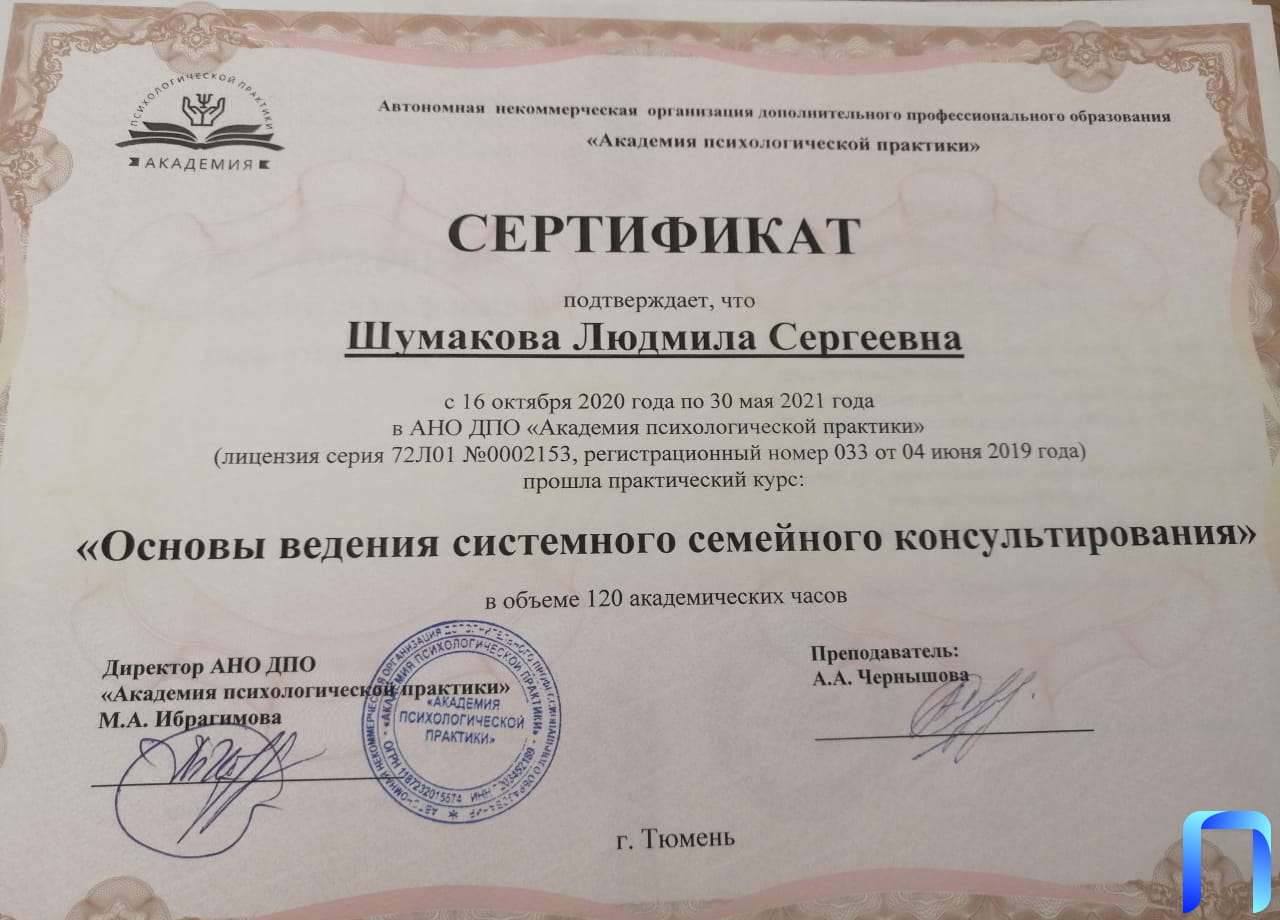 ПСИХОЛОГИЧЕСКОЙ ПРАКТИКИ
АКАДЕМИЯ
Автономная некоммерческая организация дополнительного профессионального образования
«Академия психологической практики»
СЕРТИФИКАТ
подтверждает, что
Шумакова Людмила Сергеевна
с 16 октября 2020 года по 30 мая 2021 года
в АНО ДПО «Академия психологической практики»
(лицензия серия 72Л01 №0002153, регистрационный номер 033 от 04 июня 2019 года)
прошла практический курс:
«Основы ведения системного семейного консультирования»
в объеме 120 академических часов
Директор АНО ДПО
«Академия психологической практики»
М.А. Ибрагимова
«АКАДЕМИЯ ПСИХОЛОГИЧЕСКОЙ ПРАКТИКИ»
«АКАДЕМИЯ
ПСИХОЛОГИЧЕСКОЙ
ПРАКТИКИ»
Преподаватель:
А.А. Чернышова
г. Тюмень